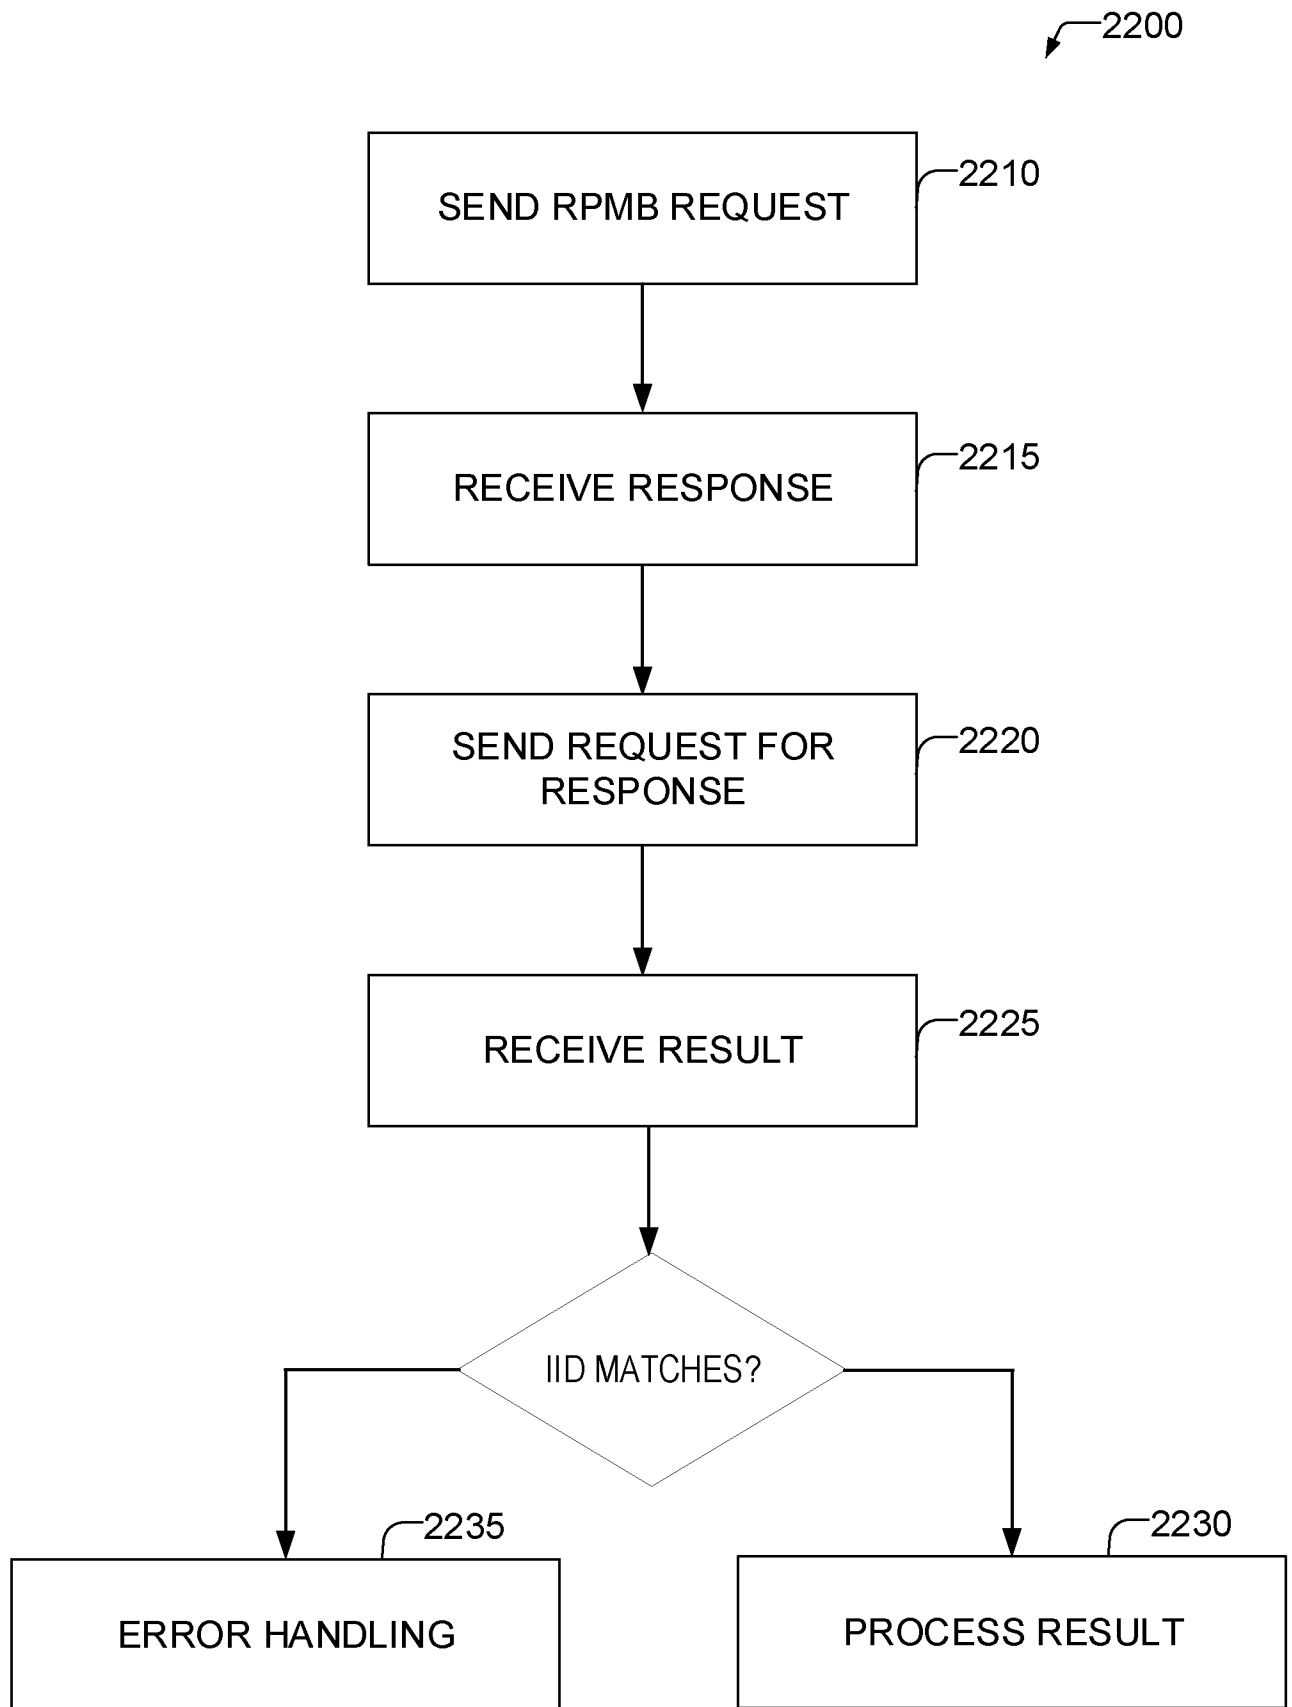 2200
2210
SEND RPMB REQUEST
2215
RECEIVE RESPONSE
2220
SEND REQUEST FOR
RESPONSE
2225
RECEIVE RESULT
IID MATCHES?
2235
2230
ERROR HANDLING
PROCESS RESULT